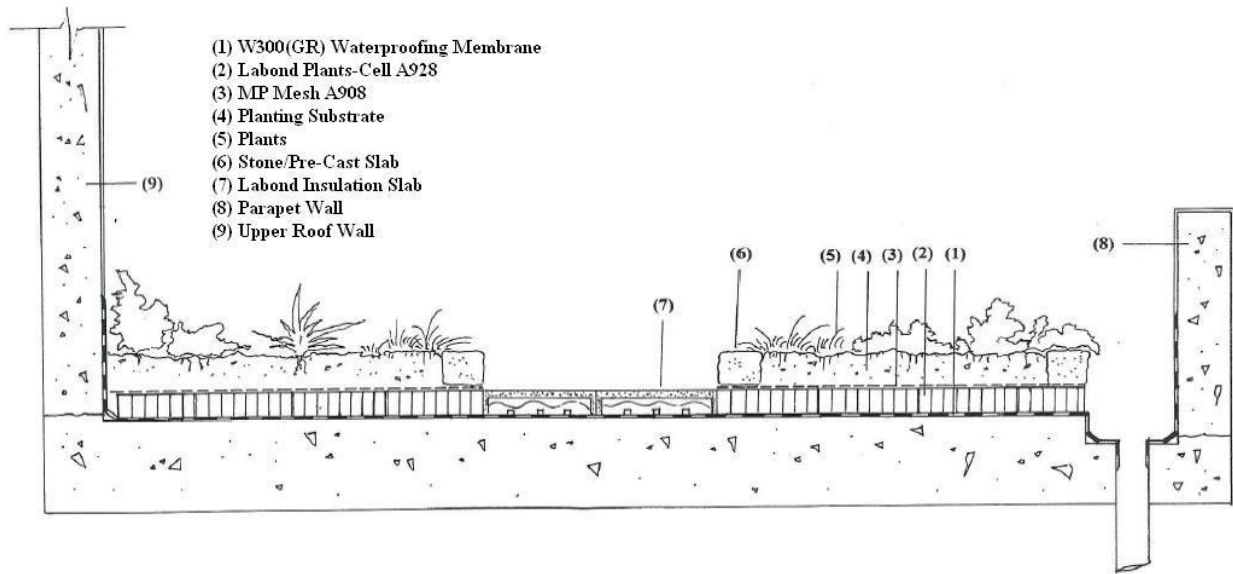 (1) W300(GR) Waterproofing Membrane
(2) Labond Plants-Cell A928
(3) MP Mesh A908
(4) Planting Substrate
(5) Plants
(6) Stone/Pre-Cast Slab
(7) Labond Insulation Slab
(8) Parapet Wall
(9) Upper Roof Wall
(9)
(8)
(6) (5) (4) (3) (2) (1)
(7)